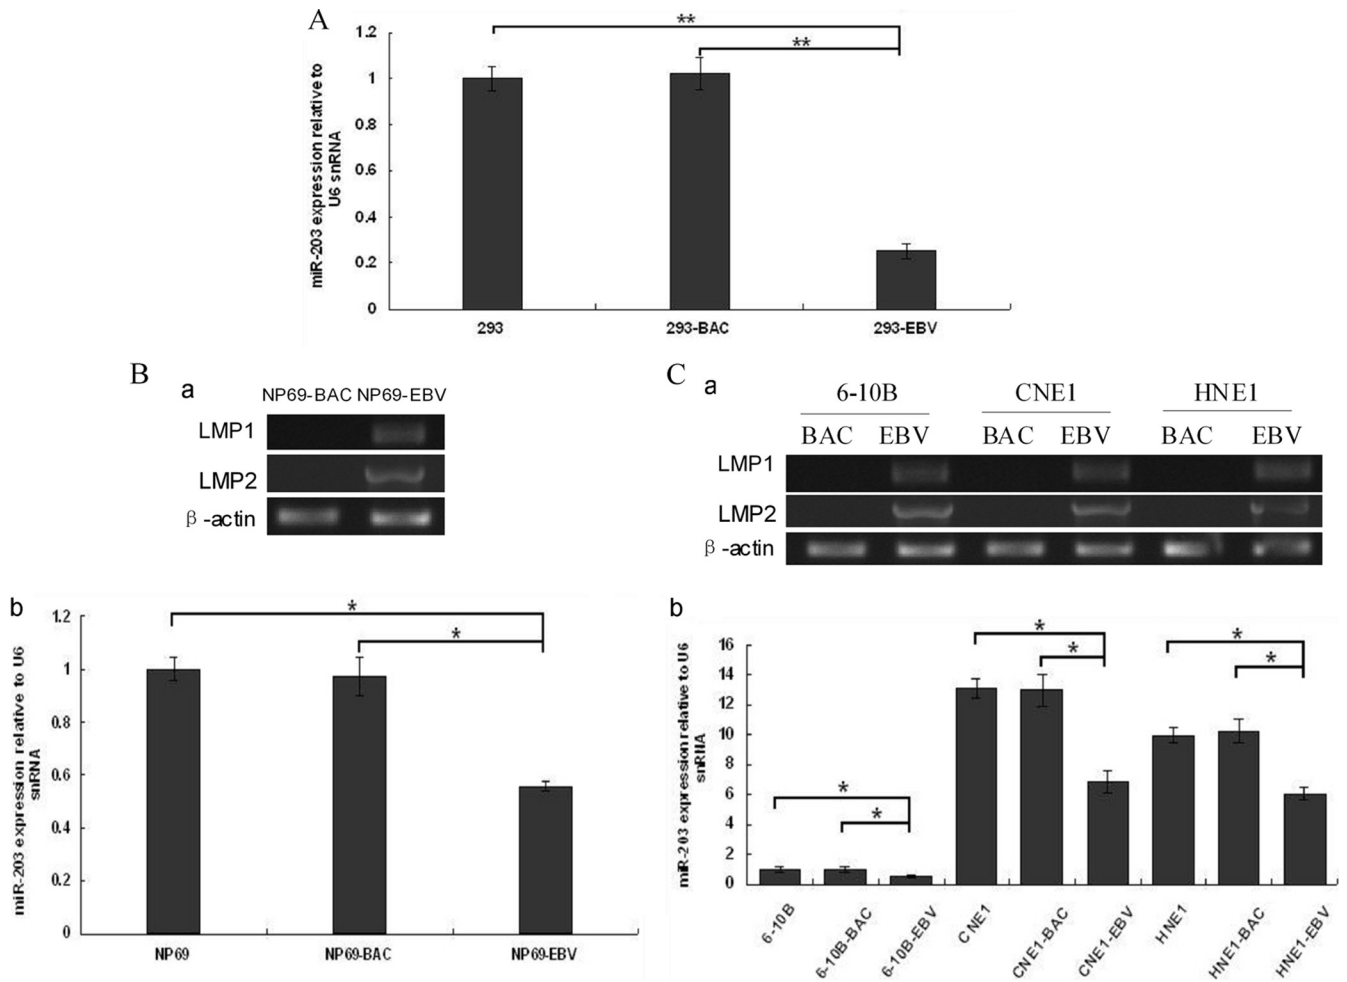 A
**
**
1.2
1
0.8
0.6
0.4
0.2
0
miR-203 expression relative to
U6 snRNA
293
293-BAC
293-EBV
B
a
NP69-BAC NP69-EBV
LMP1
LMP2
β-actin
b
*
*
1.2
1
0.8
0.6
0.4
0.2
0
miR-203 expression relative to U6
snRNA
NP69
NP69-BAC
NP69-EBV
C
a
6-10B CNE1 HNE1
BAC EBV BAC EBV BAC EBV
LMP1
LMP2
β-actin
b
*
*
*
*
*
*
16
14
12
10
8
6
4
2
0
miR-203 expression relative to U6
snRNA
6-10B
6-10B-BAC
6-10B-EBV
CNE1
CNE1-BAC
CNE1-EBV
HNE1
HNE1-BAC
HNE1-EBV